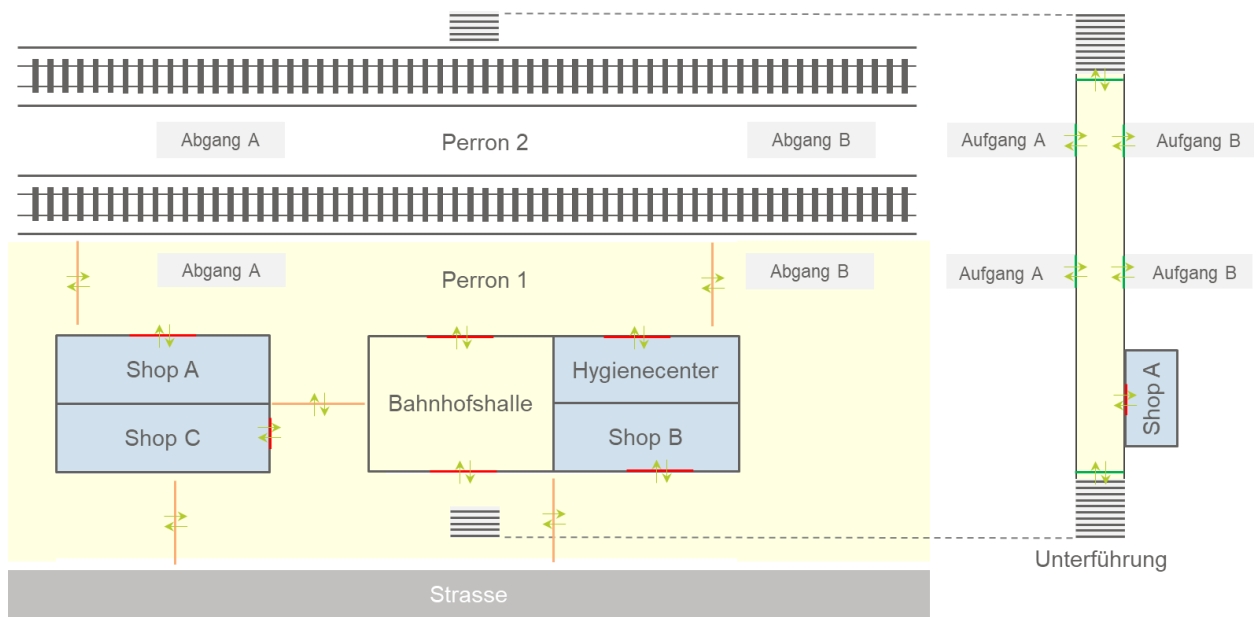 Abgang A
Perron 2
Abgang B
Aufgang A
Aufgang B
Abgang A
Perron 1
Abgang B
Aufgang A
Aufgang B
Shop A
Hygienecenter
Bahnhofshalle
Shop C
Shop B
Shop A
Unterführung
Strasse